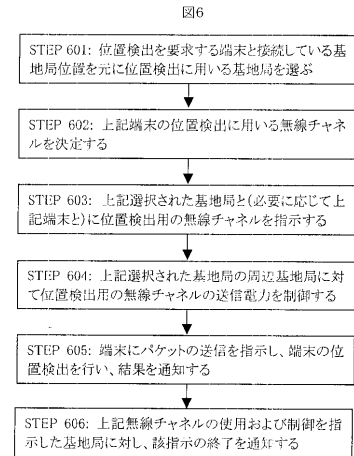 図6
STEP 601: 位置検出を要求する端末と接続している基
地局位置を元に位置検出に用いる基地局を選ぶ
STEP 602: 上記端末の位置検出に用いる無線チャネ
ルを決定する
STEP 603: 上記選択された基地局と(必要に応じて上
記端末と)に位置検出用の無線チャネルを指示する
STEP 604: 上記選択された基地局の周辺基地局に対
て位置検出用の無線チャネルの送信電力を制御する
STEP 605: 端末にパケットの送信を指示し、端末の位
置検出を行い、結果を通知する
STEP 606: 上記無線チャネルの使用および制御を指
示した基地局に対し、該指示の終了を通知する